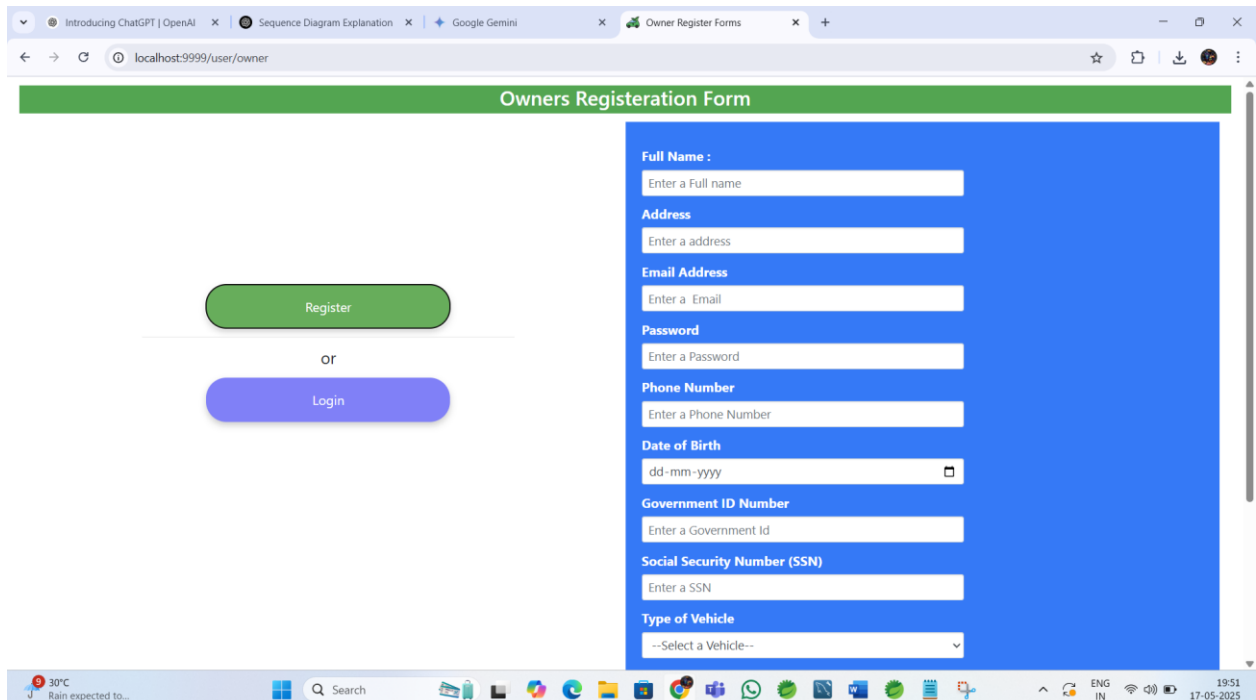 Introducing ChatGPT | OpenAI
Sequence Diagram Explanation
Google Gemini
Owner Register Forms
localhost:9999/user/owner
Owners Registeration Form
Register
or
Login
Full Name :
Enter a Full name
Address
Enter a address
Email Address
Enter a Email
Password
Enter a Password
Phone Number
Enter a Phone Number
Date of Birth
dd-mm-yyyy
Government ID Number
Enter a Government Id
Social Security Number (SSN)
Enter a SSN
Type of Vehicle
--Select a Vehicle--
9
30°C
Rain expected to...
Search
ENG
IN
19:51
17-05-2025